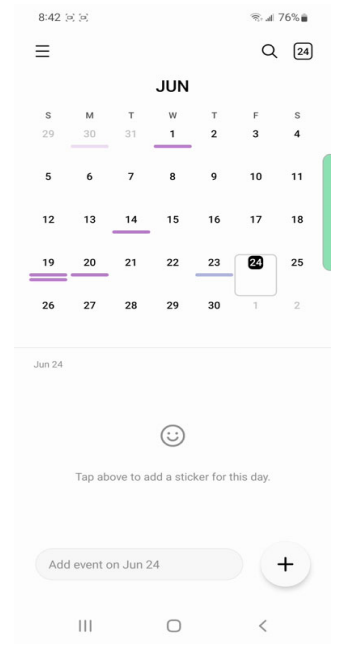 8:42 76%
24
JUN
S M T W T F S
29 30 31 1 2 3 4
5 6 7 8 9 10 11
12 13 14 15 16 17 18
19 20 21 22 23 24 25
26 27 28 29 30 1 2
Jun 24
Tap above to add a sticker for this day.
Add event on Jun 24